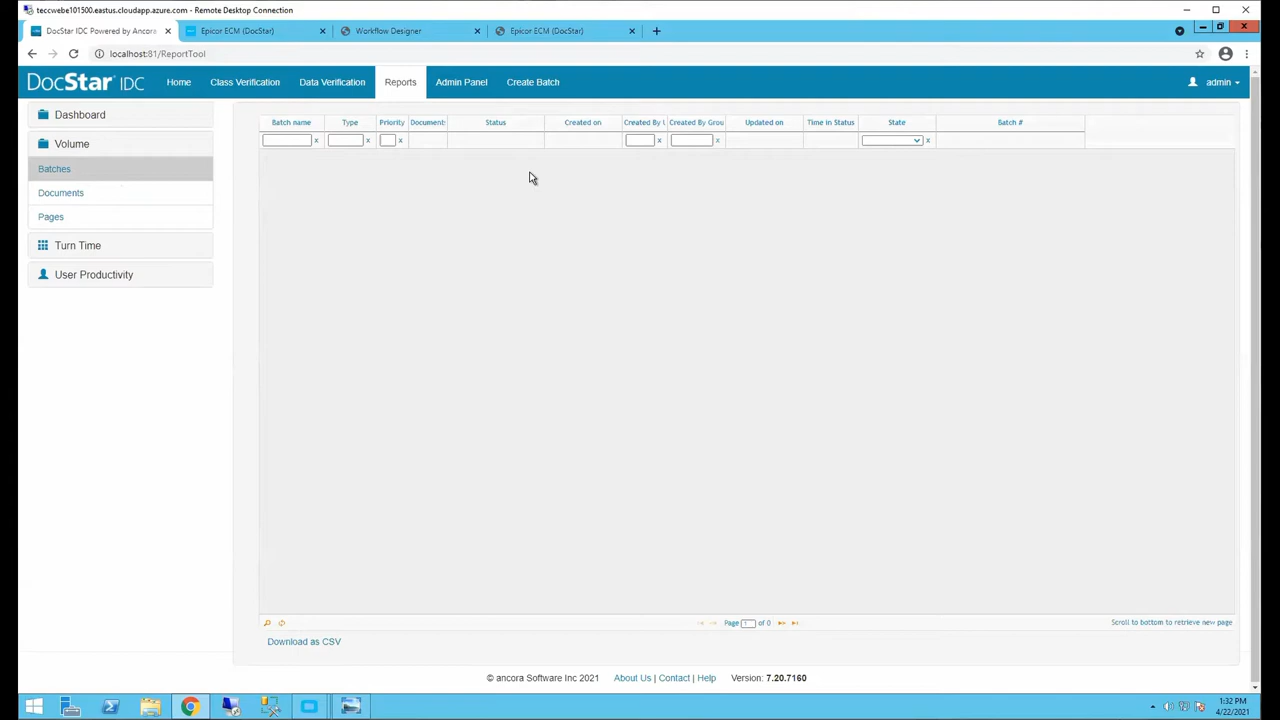 teccwebe101500.eastus.cloudapp.azure.com - Remote Desktop Connection
DocStar IDC Powered by Ancora
Epicor ECM (DocStar)
Workflow Designer
Epicor ECM (DocStar)
localhost:81/ReportTool
DocStar IDC
Home
Class Verification
Data Verification
Reports
Admin Panel
Create Batch
admin
Dashboard
Volume
Batches
Documents
Pages
Turn Time
User Productivity
Batch name
Type
Priority
Document:
Status
Created on
Created By U
Created By Grou
Updated on
Time in Status
State
Batch #
x
x
x
x
x
x
Page 1 of 0
Scroll to bottom to retrieve new page
Download as CSV
© ancora Software Inc 2021 About Us | Contact | Help Version: 7.20.7160
1:32 PM
4/22/2021